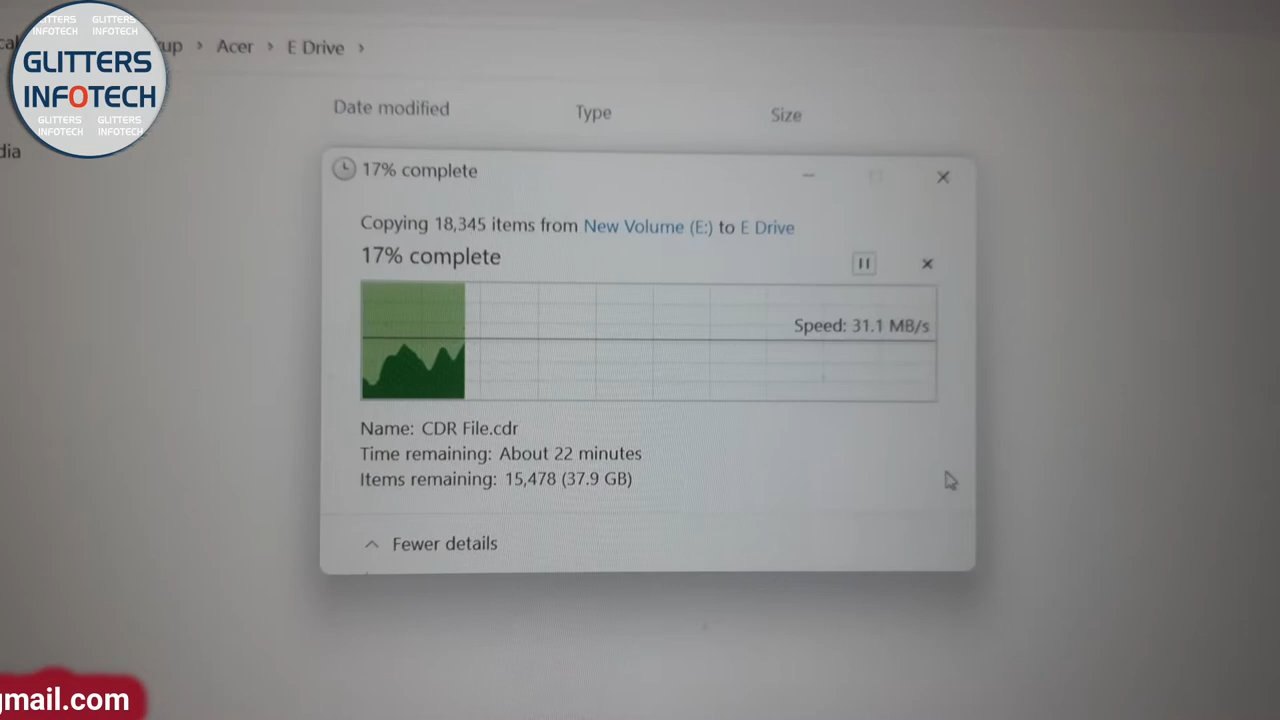 GLITTERS INFOTECH GLITTERS INFOTECH
GLITTERS
INFOTECH
GLITTERS INFOTECH GLITTERS INFOTECH
up > Acer > E Drive >
Date modified Type Size
dia
17% complete
Copying 18,345 items from New Volume (E:) to E Drive
17% complete
Speed: 31.1 MB/s
Name: CDR File.cdr
Time remaining: About 22 minutes
Items remaining: 15,478 (37.9 GB)
Fewer details
gmail.com